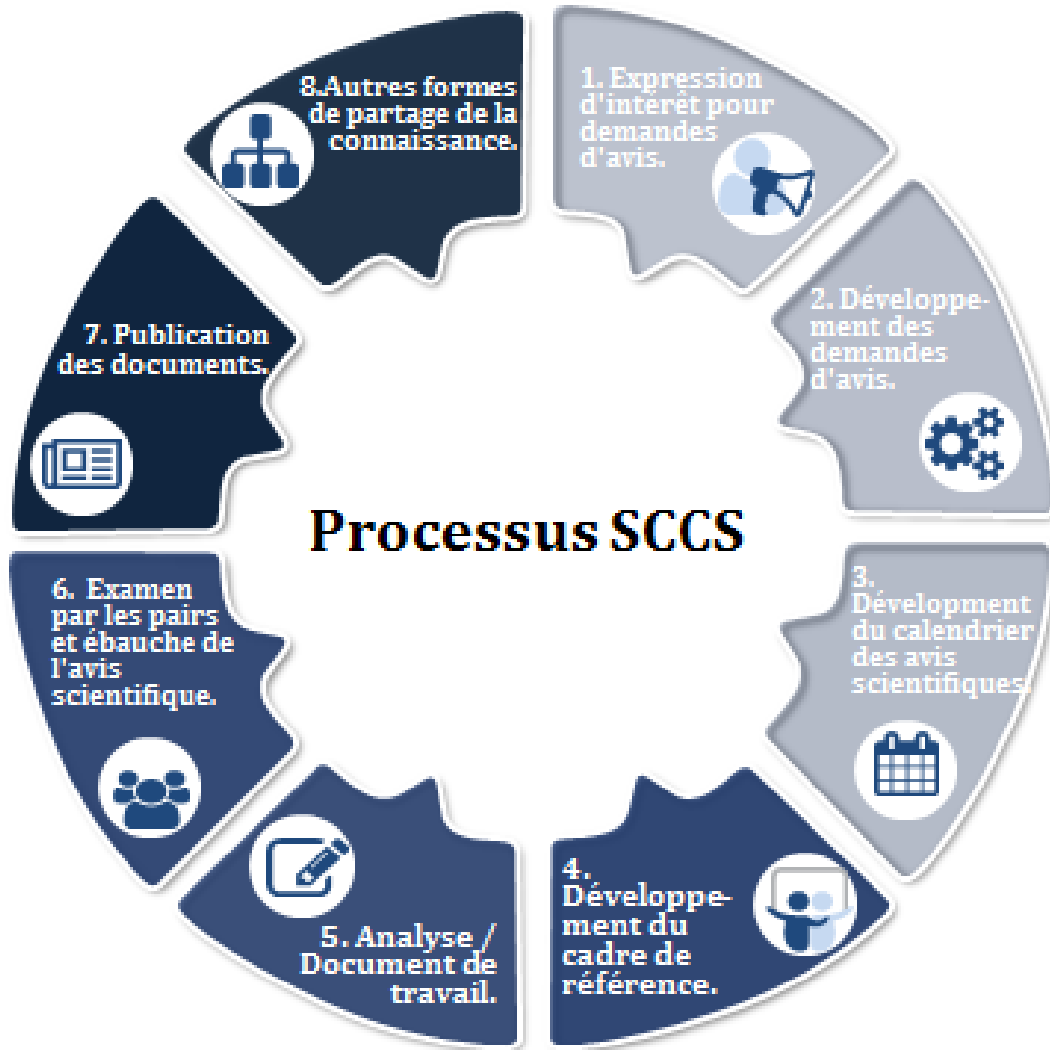 1. Expression
d'intérêt pour
demandes
d'avis.
2. Développe-
ment des
demandes
d'avis.
3.
Dévelopment
du calendrier
des avis
scientifiques.
4.
Développe-
ment du
cadre de
référence.
5. Analyse /
Document de
travail.
6. Examen
par les pairs
et ébauche de
l'avis
scientifique.
7. Publication
des documents.
8.Autres formes
de partage de la
connaissance.
Processus SCCS